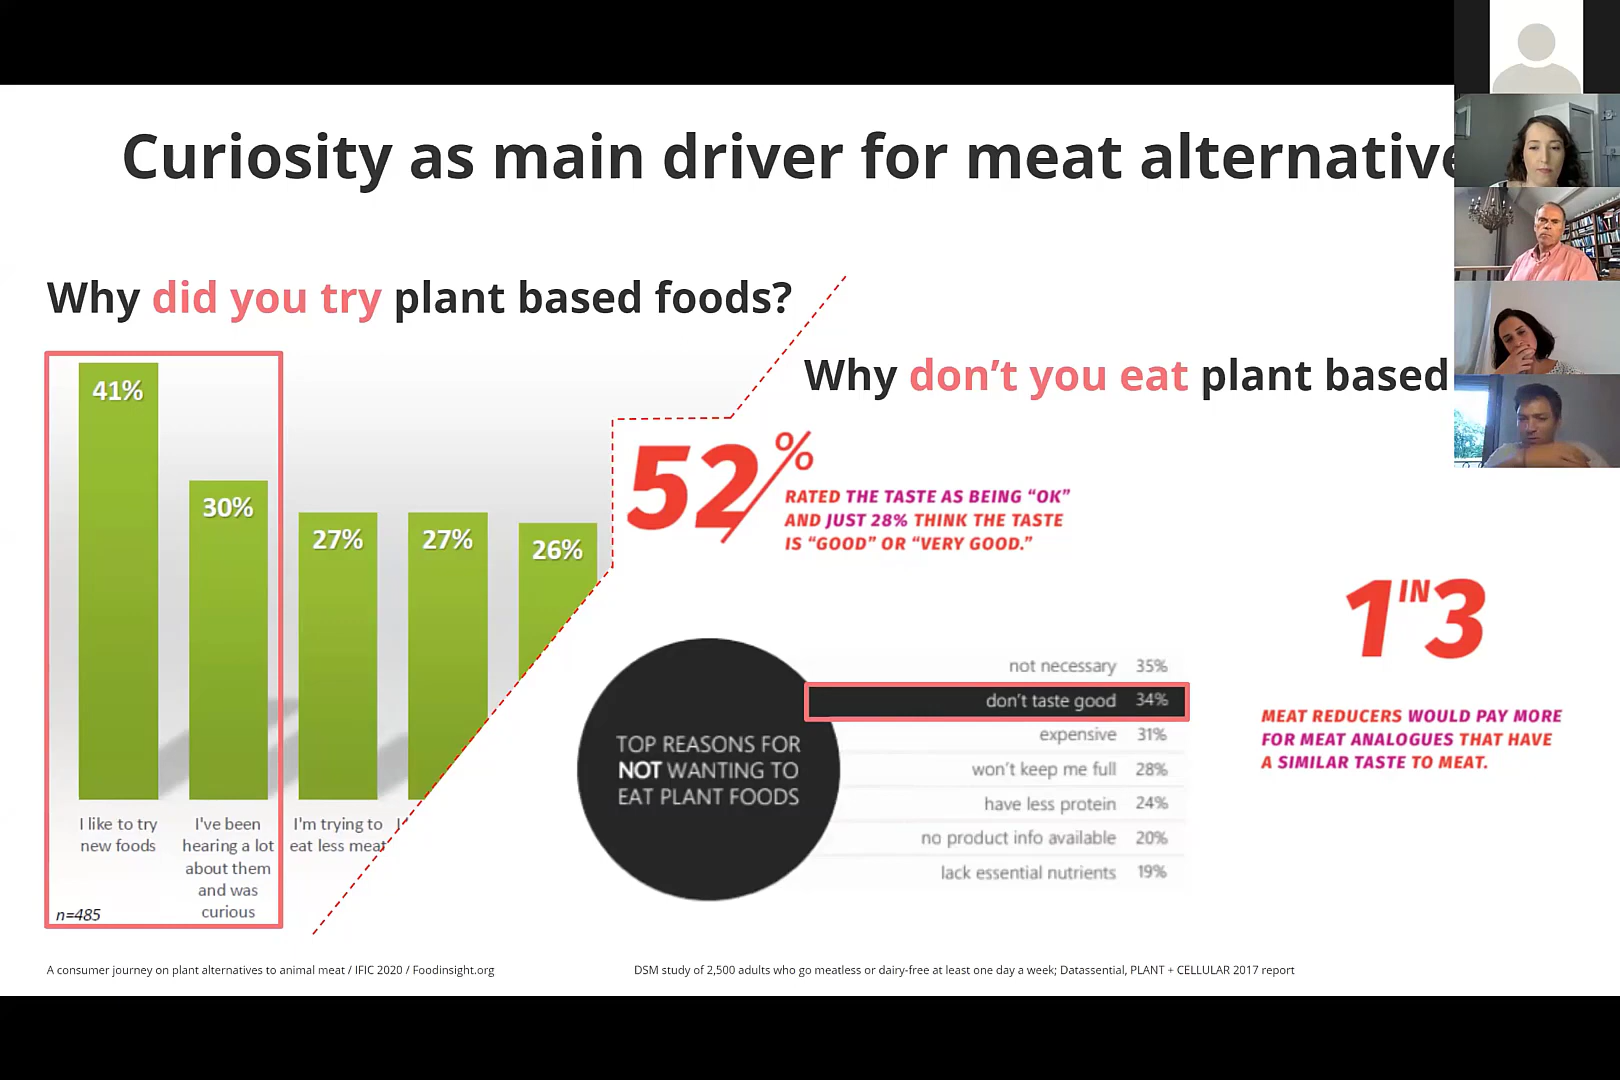 Curiosity as main driver for meat alternative
Why did you try plant based foods?
41%
30%
27%
27%
26%
I like to try
new foods
I've been
hearing a lot
about them
and was
curious
I'm trying to
eat less meat
n=485
A consumer journey on plant alternatives to animal meat / IFIC 2020 / Foodinsight.org
Why don’t you eat plant based
52%
RATED THE TASTE AS BEING “OK”
AND JUST 28% THINK THE TASTE
IS “GOOD” OR “VERY GOOD.”
TOP REASONS FOR
NOT WANTING TO
EAT PLANT FOODS
not necessary 35%
don’t taste good 34%
expensive 31%
won’t keep me full 28%
have less protein 24%
no product info available 20%
lack essential nutrients 19%
1 IN 3
MEAT REDUCERS WOULD PAY MORE
FOR MEAT ANALOGUES THAT HAVE
A SIMILAR TASTE TO MEAT.
DSM study of 2,500 adults who go meatless or dairy-free at least one day a week; Datassential, PLANT + CELLULAR 2017 report